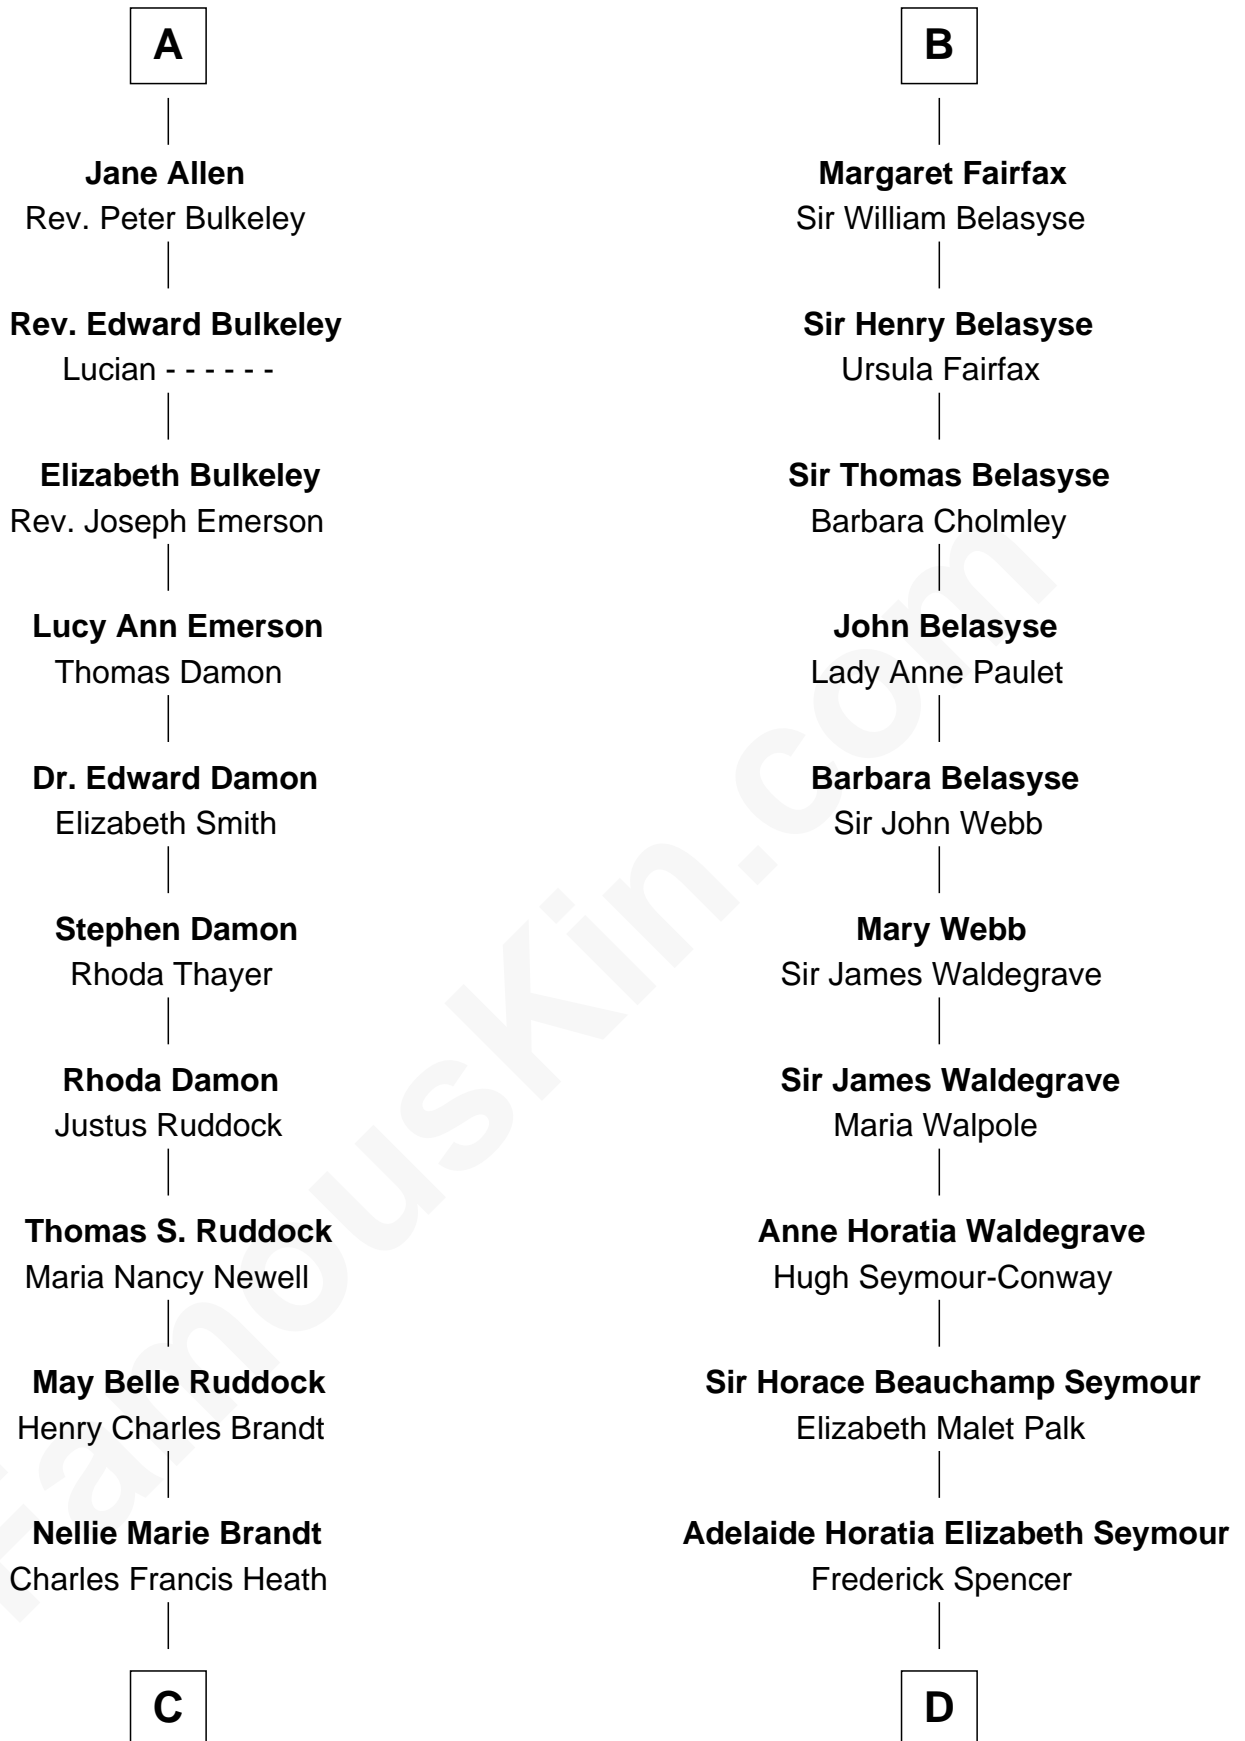 A
Jane Allen
Rev. Peter Bulkeley
Rev. Edward Bulkeley
Lucian - - - - - -
Elizabeth Bulkeley
Rev. Joseph Emerson
Lucy Ann Emerson
Thomas Damon
Dr. Edward Damon
Elizabeth Smith
Stephen Damon
Rhoda Thayer
Rhoda Damon
Justus Ruddock
Thomas S. Ruddock
Maria Nancy Newell
May Belle Ruddock
Henry Charles Brandt
Nellie Marie Brandt
Charles Francis Heath
C
B
Margaret Fairfax
Sir William Belasyse
Sir Henry Belasyse
Ursula Fairfax
Sir Thomas Belasyse
Barbara Cholmley
John Belasyse
Lady Anne Paulet
Barbara Belasyse
Sir John Webb
Mary Webb
Sir James Waldegrave
Sir James Waldegrave
Maria Walpole
Anne Horatia Waldegrave
Hugh Seymour-Conway
Sir Horace Beauchamp Seymour
Elizabeth Malet Palk
Adelaide Horatia Elizabeth Seymour
Frederick Spencer
D
FamousKin.com